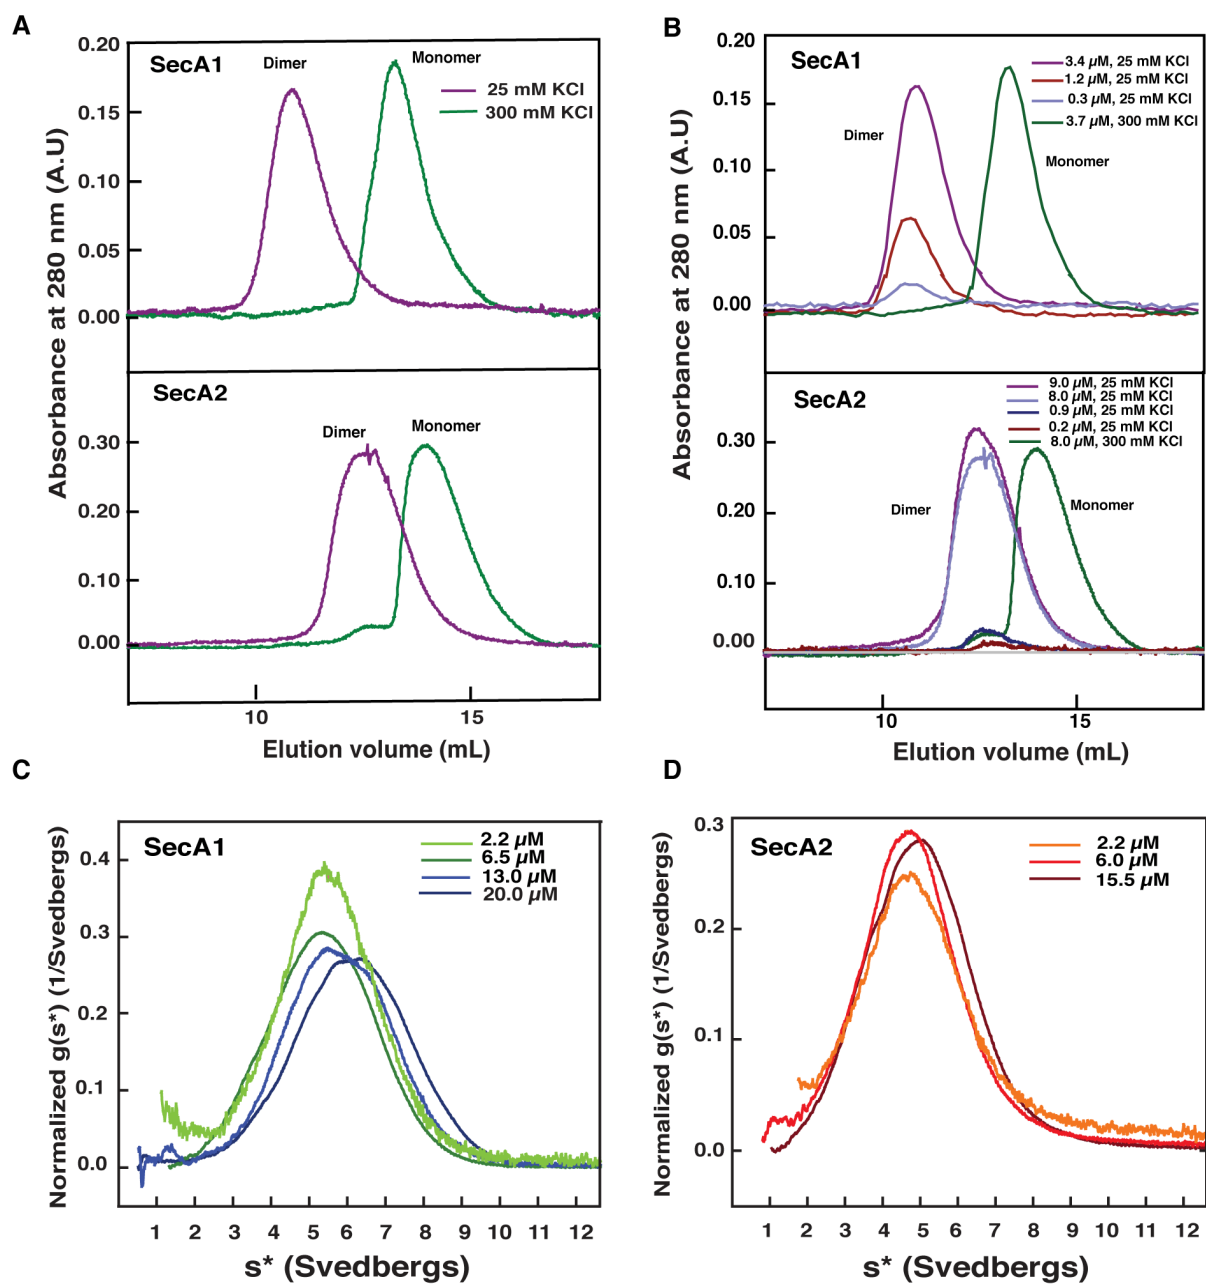 A
SecA1
Dimer
Monomer
25 mM KCl
300 mM KCl
0.20
0.15
0.10
0.05
0.00
SecA2
Dimer
Monomer
0.30
0.20
0.10
0.00
10
15
Absorbance at 280 nm (A.U)
Elution volume (mL)
B
SecA1
Dimer
Monomer
3.4 µM, 25 mM KCl
1.2 µM, 25 mM KCl
0.3 µM, 25 mM KCl
3.7 µM, 300 mM KCl
0.20
0.15
0.10
0.05
0.00
SecA2
9.0 µM, 25 mM KCl
8.0 µM, 25 mM KCl
0.9 µM, 25 mM KCl
0.2 µM, 25 mM KCl
8.0 µM, 300 mM KCl
Dimer
Monomer
0.30
0.20
0.10
0.00
10
15
Absorbance at 280 nm (A.U)
Elution volume (mL)
C
SecA1
2.2 µM
6.5 µM
13.0 µM
20.0 µM
0.4
0.3
0.2
0.1
0.0
1 2 3 4 5 6 7 8 9 10 11 12
Normalized g(s*) (1/Svedbergs)
s* (Svedbergs)
D
SecA2
2.2 µM
6.0 µM
15.5 µM
0.3
0.2
0.1
0.0
1 2 3 4 5 6 7 8 9 10 11 12
Normalized g(s*) (1/Svedbergs)
s* (Svedbergs)